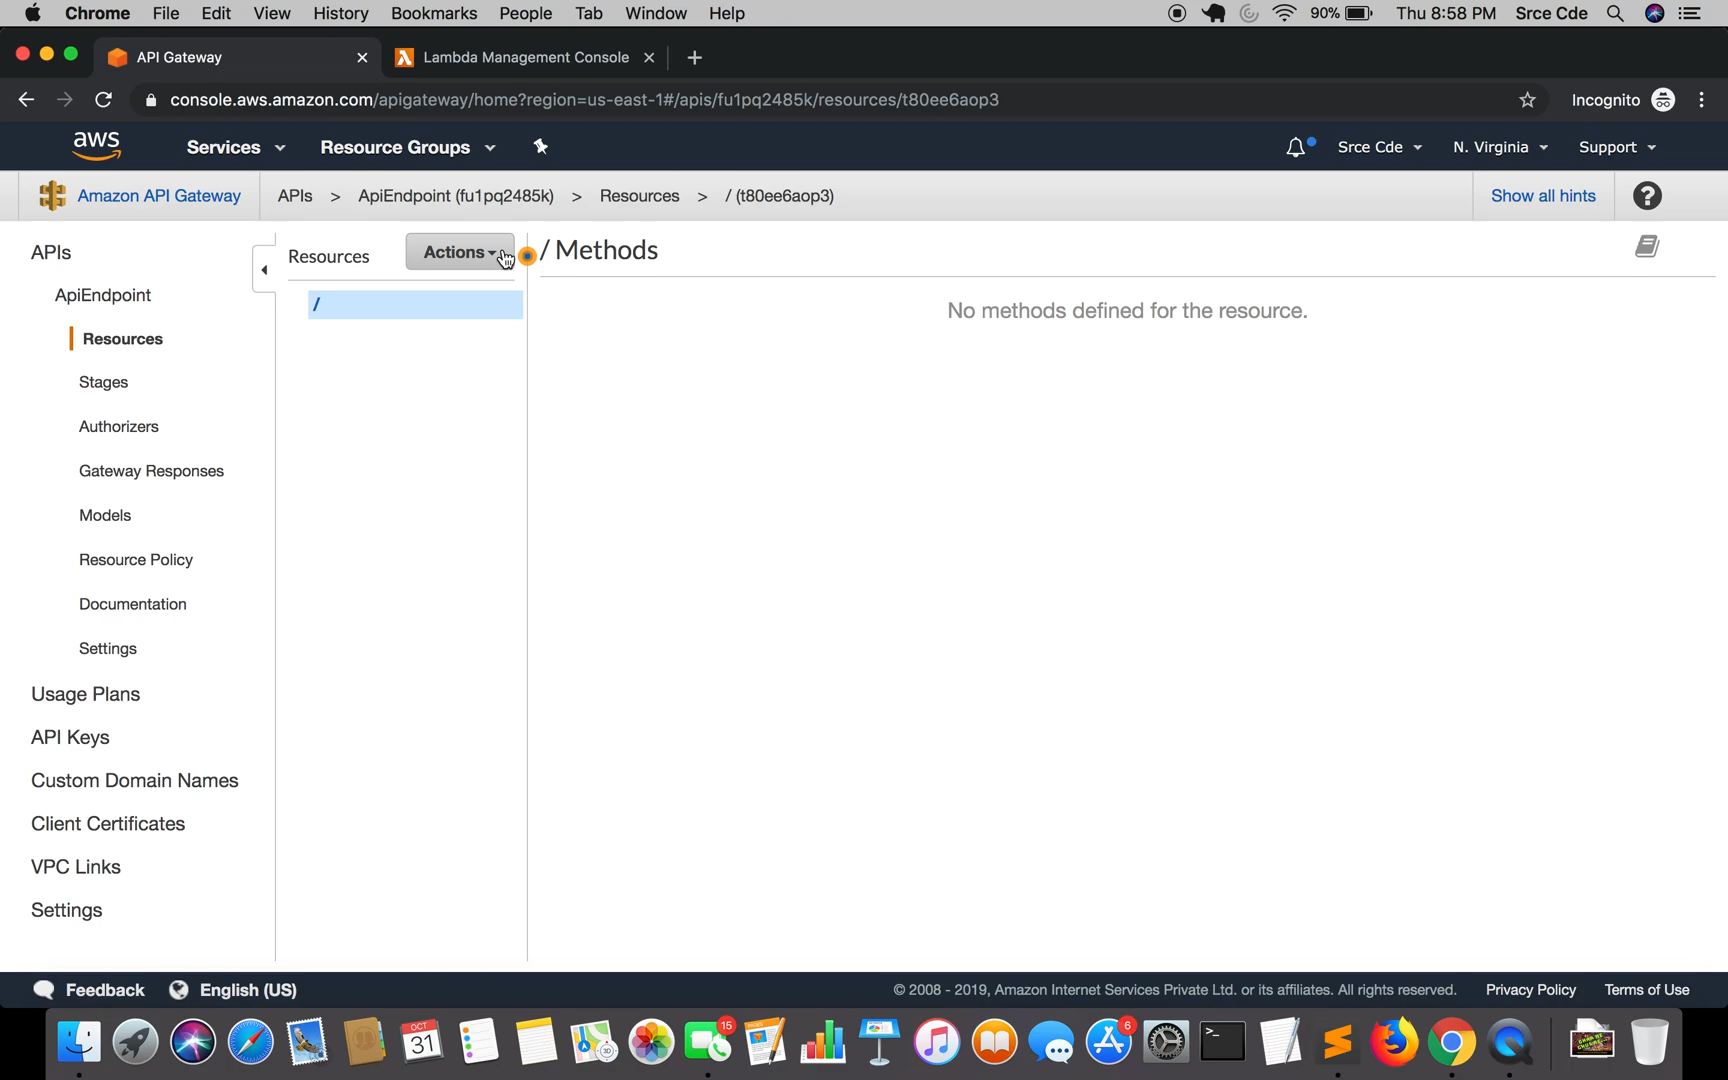 Chrome File Edit View History Bookmarks People Tab Window Help 90% Thu 8:58 PM Srce Cde
API Gateway Lambda Management Console
console.aws.amazon.com/apigateway/home?region=us-east-1#/apis/fu1pq2485k/resources/t80ee6aop3 Incognito
aws Services Resource Groups Srce Cde N. Virginia Support
Amazon API Gateway APIs > ApiEndpoint (fu1pq2485k) > Resources > / (t80ee6aop3) Show all hints ?
APIs
Resources Actions / Methods
/
No methods defined for the resource.
ApiEndpoint
Resources
Stages
Authorizers
Gateway Responses
Models
Resource Policy
Documentation
Settings
Usage Plans
API Keys
Custom Domain Names
Client Certificates
VPC Links
Settings
Feedback English (US) © 2008 - 2019, Amazon Internet Services Private Ltd. or its affiliates. All rights reserved. Privacy Policy Terms of Use
OCT
31
15
6